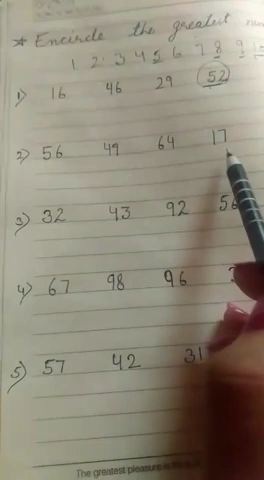 * Encircle the greatest
1 2 3 4 5 6 7 8 9
1) 16 46 29 52
2) 56 49 64 17
3) 32 43 92 56
4) 67 98 96
5) 57 42 31
The greatest pleasure